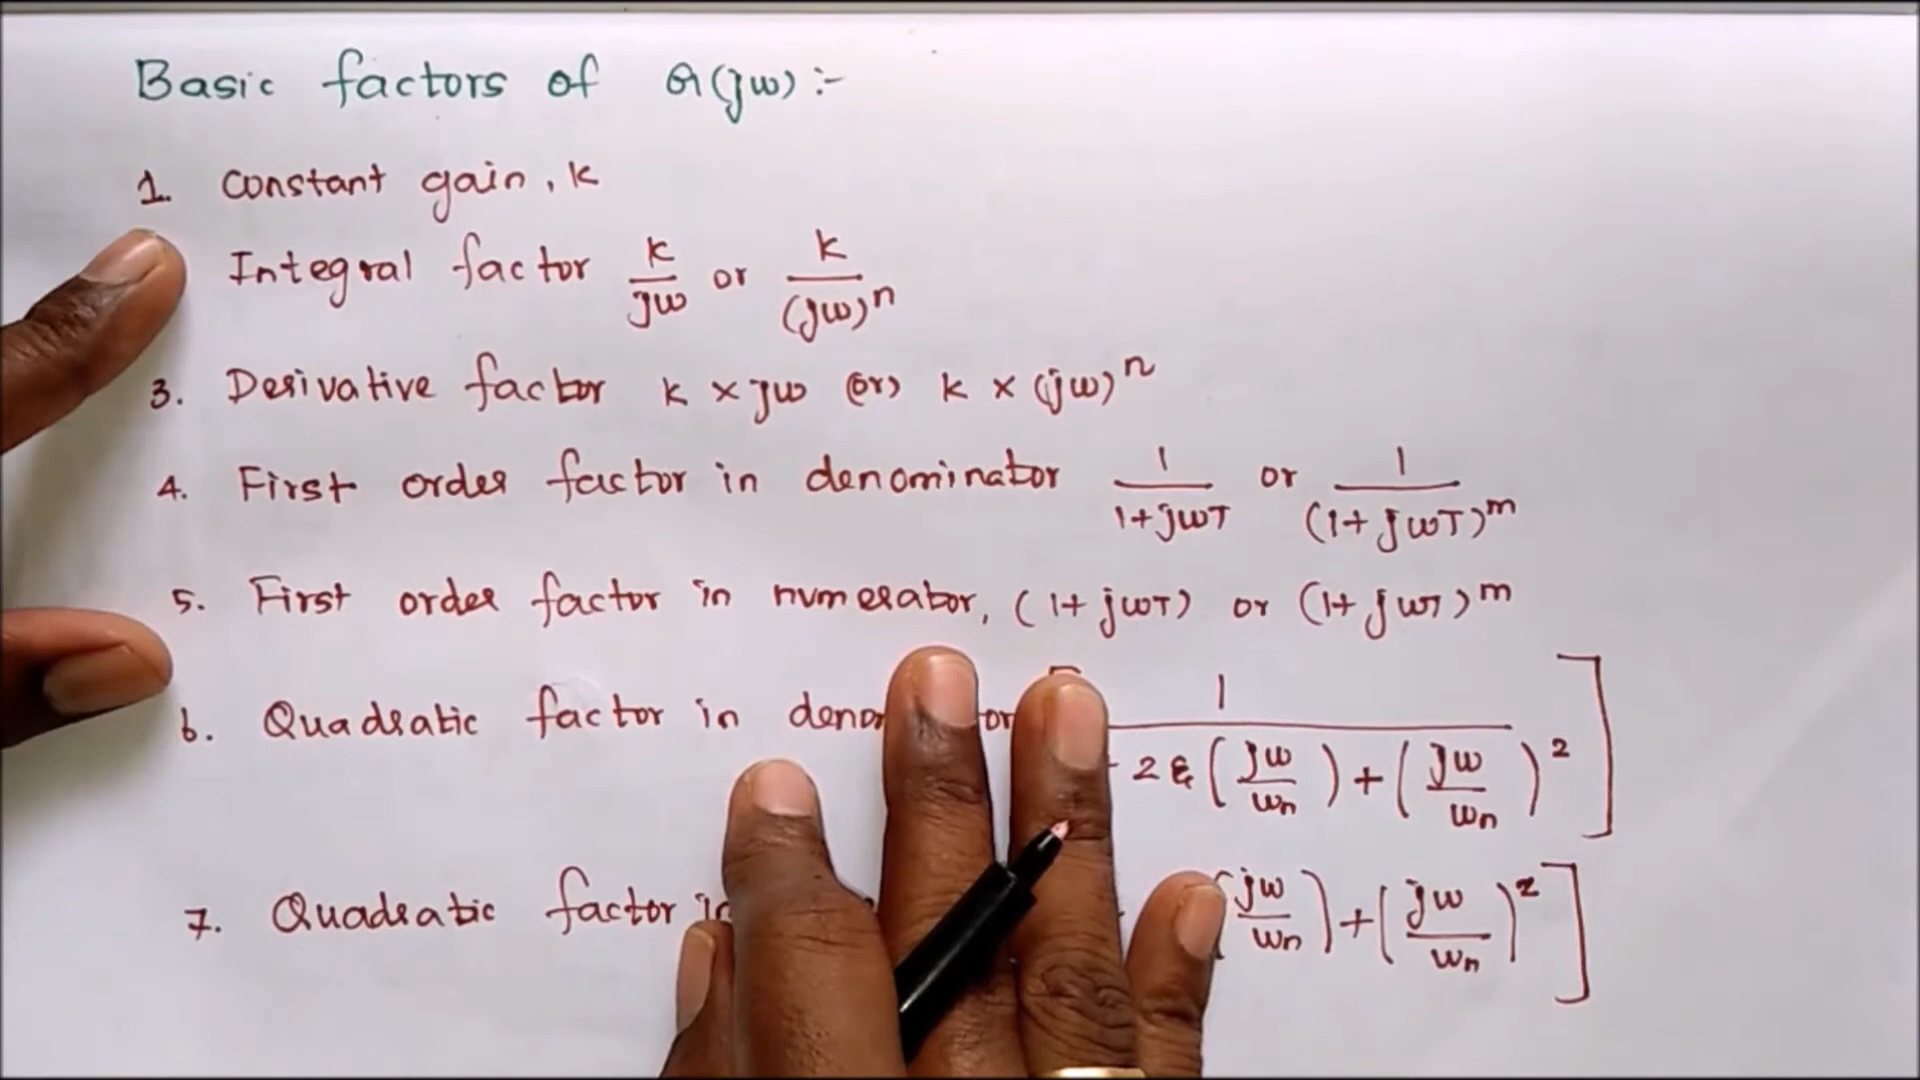 Basic factors of G(jω) :-
1. constant gain, k
Integral factor k/jω or k/(jω)^n
3. Derivative factor k × jω (or) k × (jω)^n
4. First order factor in denominator 1/(1+jωT) or 1/(1+jωT)^m
5. First order factor in numerator, (1+jωT) or (1+jωT)^m
6. Quadratic factor in 1/ 2ξ(jω/ωn)+(jω/ωn)^2]
7. Quadratic factor (jω/ωn)+(jω/ωn)^2]